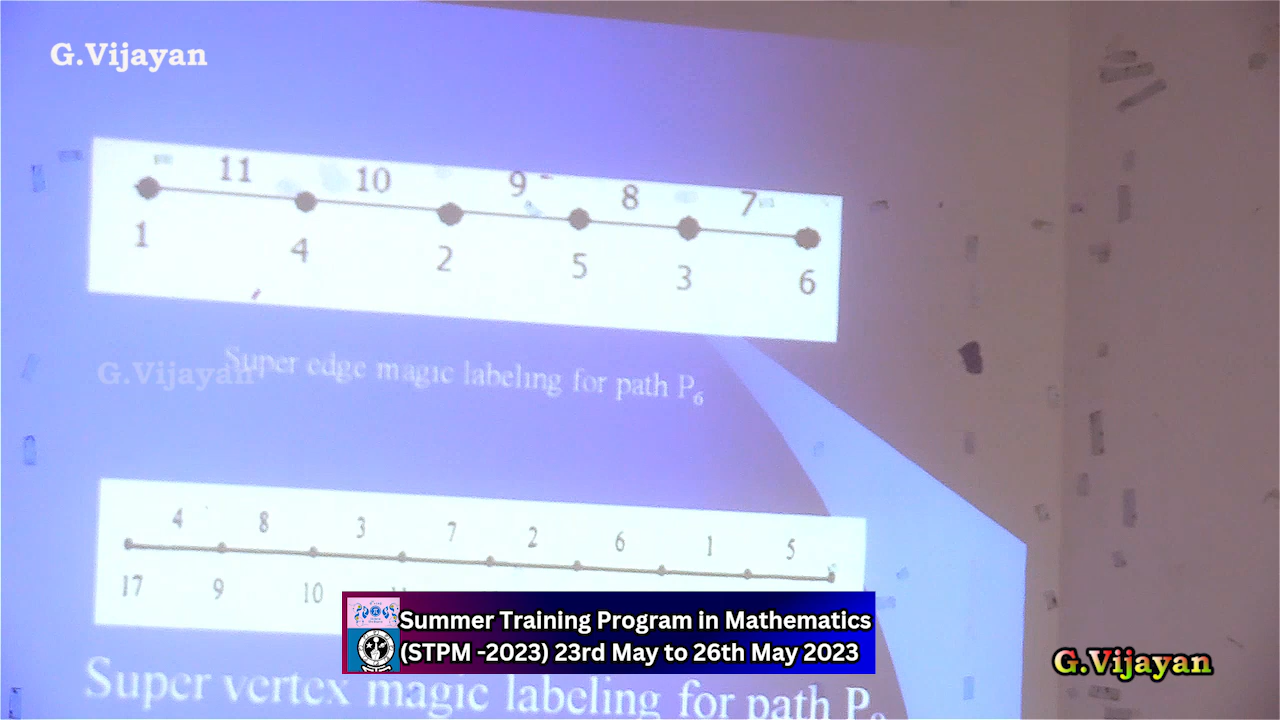 G.Vijayan
11 10 9 8 7
1 4 2 5 3 6
Super edge magic labeling for path P₆
G.Vijayan
4 8 3 7 2 6 1 5
17 9 10
Summer Training Program in Mathematics
(STPM -2023) 23rd May to 26th May 2023
Super vertex magic labeling for path P
G.Vijayan